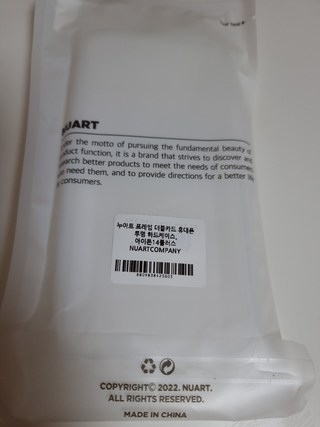 NUART
for the motto of pursuing the fundamental beauty of
product function, it is a brand that strives to discover and
research better products to meet the needs of consumers
who need them, and to provide directions for a better life
consumers.
누아트 프레임 더블카드 휴대폰
투명 하드케이스,
아이폰14플러스
NUARTCOMPANY
COPYRIGHT© 2022. NUART.
ALL RIGHTS RESERVED.
MADE IN CHINA